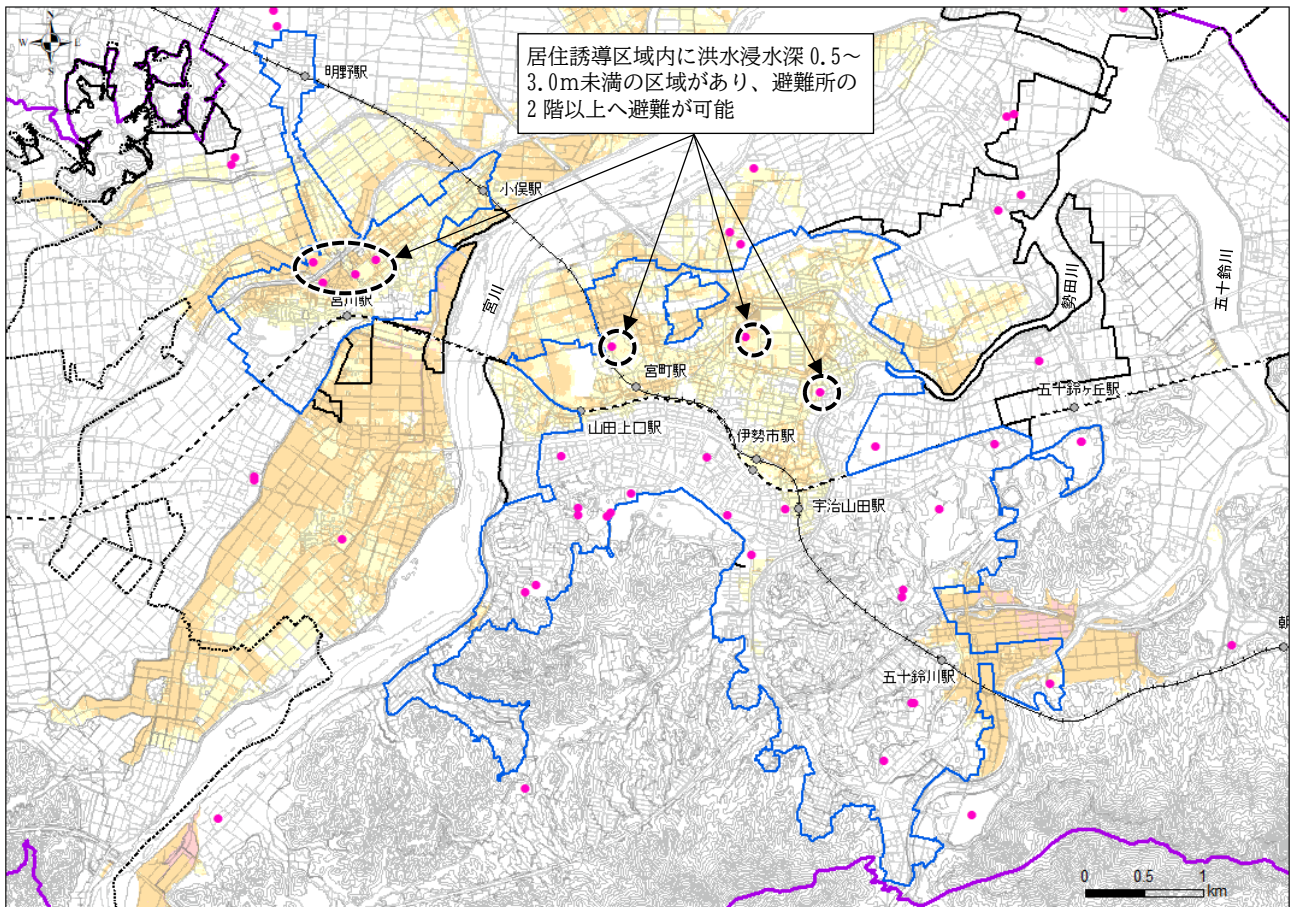 N
W
E
S
明野駅
居住誘導区域内に洪水浸水深 0.5～
3.0m未満の区域があり、避難所の
2 階以上へ避難が可能
小俣駅
宮川
勢田川
五十鈴川
宮川駅
宮町駅
五十鈴ヶ丘駅
山田上口駅
伊勢市駅
宇治山田駅
朝
五十鈴川駅
0 0.5 1
km